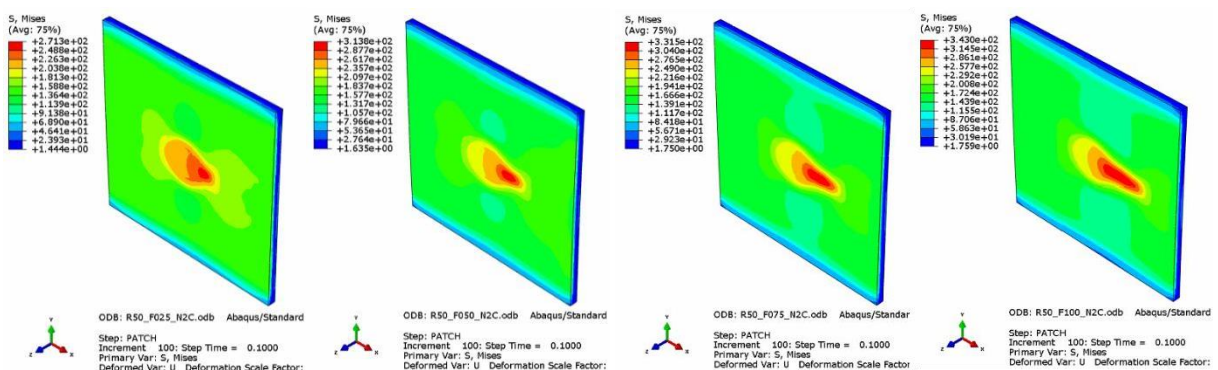 S, Mises
(Avg: 75%)
+2.713e+02
+2.488e+02
+2.263e+02
+2.038e+02
+1.813e+02
+1.588e+02
+1.364e+02
+1.139e+02
+9.138e+01
+6.890e+01
+4.641e+01
+2.393e+01
+1.444e+00
ODB: R50_F025_N2C.odb Abaqus/Standard
Step: PATCH
Increment 100: Step Time = 0.1000
Primary Var: S, Mises
Deformed Var: U Deformation Scale Factor:
Y
Z
X
S, Mises
(Avg: 75%)
+3.138e+02
+2.877e+02
+2.617e+02
+2.357e+02
+2.097e+02
+1.837e+02
+1.577e+02
+1.317e+02
+1.057e+02
+7.966e+01
+5.365e+01
+2.764e+01
+1.635e+00
ODB: R50_F050_N2C.odb Abaqus/Standard
Step: PATCH
Increment 100: Step Time = 0.1000
Primary Var: S, Mises
Deformed Var: U Deformation Scale Factor:
Y
Z
X
S, Mises
(Avg: 75%)
+3.315e+02
+3.040e+02
+2.765e+02
+2.490e+02
+2.216e+02
+1.941e+02
+1.666e+02
+1.391e+02
+1.117e+02
+8.418e+01
+5.671e+01
+2.923e+01
+1.750e+00
ODB: R50_F075_N2C.odb Abaqus/Standard
Step: PATCH
Increment 100: Step Time = 0.1000
Primary Var: S, Mises
Deformed Var: U Deformation Scale Factor:
Y
Z
X
S, Mises
(Avg: 75%)
+3.430e+02
+3.145e+02
+2.861e+02
+2.577e+02
+2.292e+02
+2.008e+02
+1.724e+02
+1.439e+02
+1.155e+02
+8.706e+01
+5.863e+01
+3.019e+01
+1.759e+00
ODB: R50_F100_N2C.odb Abaqus/Standard
Step: PATCH
Increment 100: Step Time = 0.1000
Primary Var: S, Mises
Deformed Var: U Deformation Scale Factor:
Y
Z
X